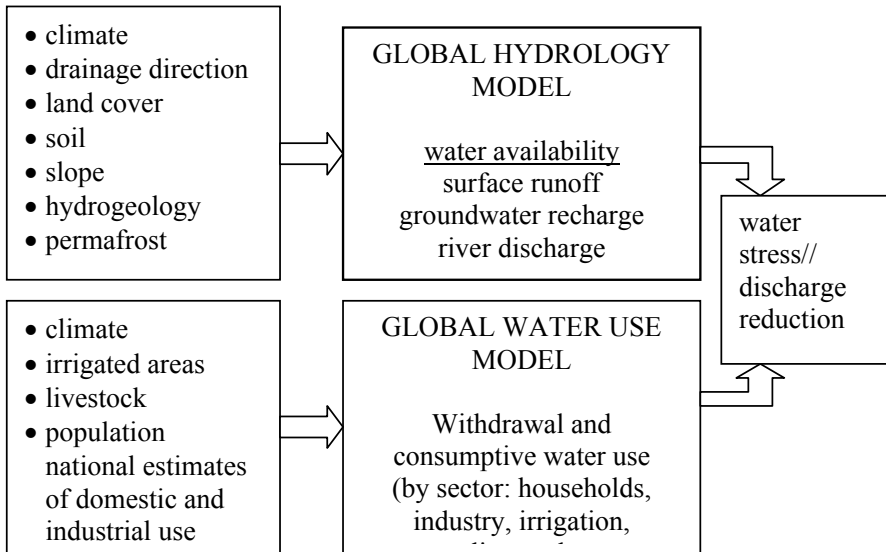 • climate
• drainage direction
• land cover
• soil
• slope
• hydrogeology
• permafrost
GLOBAL HYDROLOGY
MODEL
water availability
surface runoff
groundwater recharge
river discharge
• climate
• irrigated areas
• livestock
• population
national estimates
of domestic and
industrial use
GLOBAL WATER USE
MODEL
Withdrawal and
consumptive water use
(by sector: households,
industry, irrigation,
water
stress//
discharge
reduction